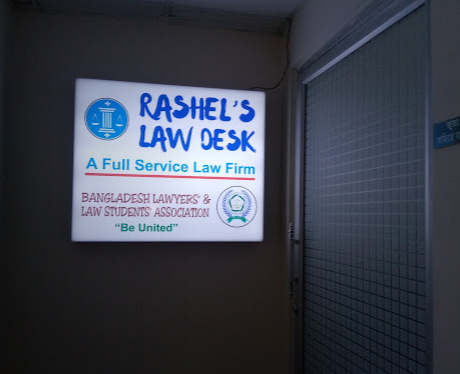 RASHEL'S
LAW DESK
A Full Service Law Firm
BANGLADESH LAWYERS' &
LAW STUDENTS' ASSOCIATION
"Be United"